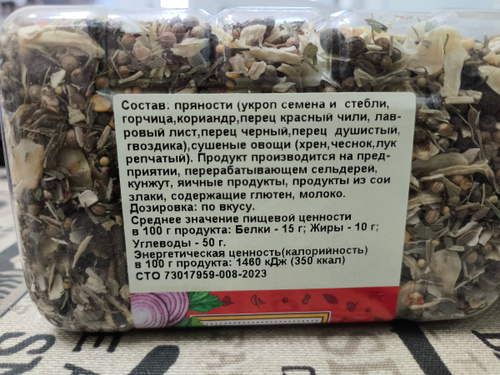 Состав: пряности (укроп семена и стебли,
горчица,кориандр,перец красный чили, лав-
ровый лист,перец черный,перец душистый,
гвоздика),сушеные овощи (хрен,чеснок,лук
репчатый). Продукт производится на пред-
приятии, перерабатывающем сельдерей,
кунжут, яичные продукты, продукты из сои
злаки, содержащие глютен, молоко.
Дозировка: по вкусу.
Среднее значение пищевой ценности
в 100 г продукта: Белки - 15 г; Жиры - 10 г;
Углеводы - 50 г.
Энергетическая ценность(калорийность)
в 100 г продукта: 1460 кДж (350 ккал)
СТО 73017959-008-2023